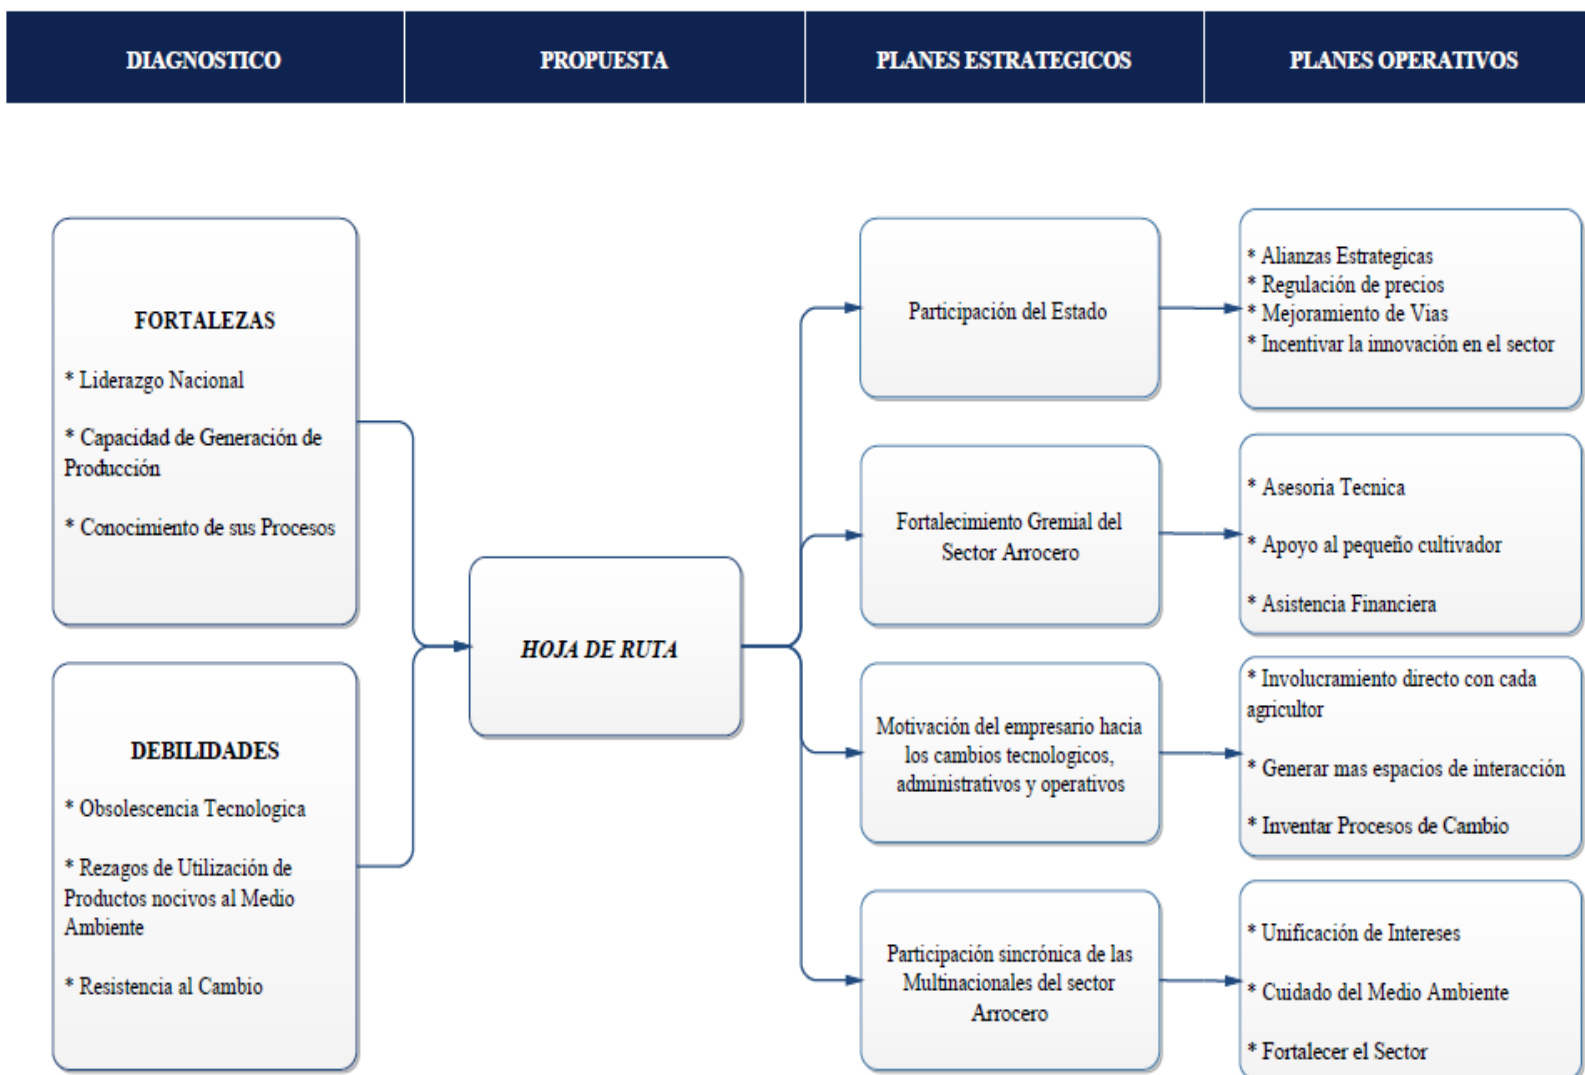 DIAGNOSTICO
PROPUESTA
PLANES ESTRATEGICOS
PLANES OPERATIVOS
FORTALEZAS
* Liderazgo Nacional
* Capacidad de Generación de
Producción
* Conocimiento de sus Procesos
DEBILIDADES
* Obsolescencia Tecnologica
* Rezagos de Utilización de
Productos nocivos al Medio
Ambiente
* Resistencia al Cambio
HOJA DE RUTA
Participación del Estado
Fortalecimiento Gremial del
Sector Arrocero
Motivación del empresario hacia
los cambios tecnologicos,
administrativos y operativos
Participación sincrónica de las
Multinacionales del sector
Arrocero
* Alianzas Estrategicas
* Regulación de precios
* Mejoramiento de Vias
* Incentivar la innovación en el sector
* Asesoria Tecnica
* Apoyo al pequeño cultivador
* Asistencia Financiera
* Involucramiento directo con cada
agricultor
* Generar mas espacios de interacción
* Inventar Procesos de Cambio
* Unificación de Intereses
* Cuidado del Medio Ambiente
* Fortalecer el Sector